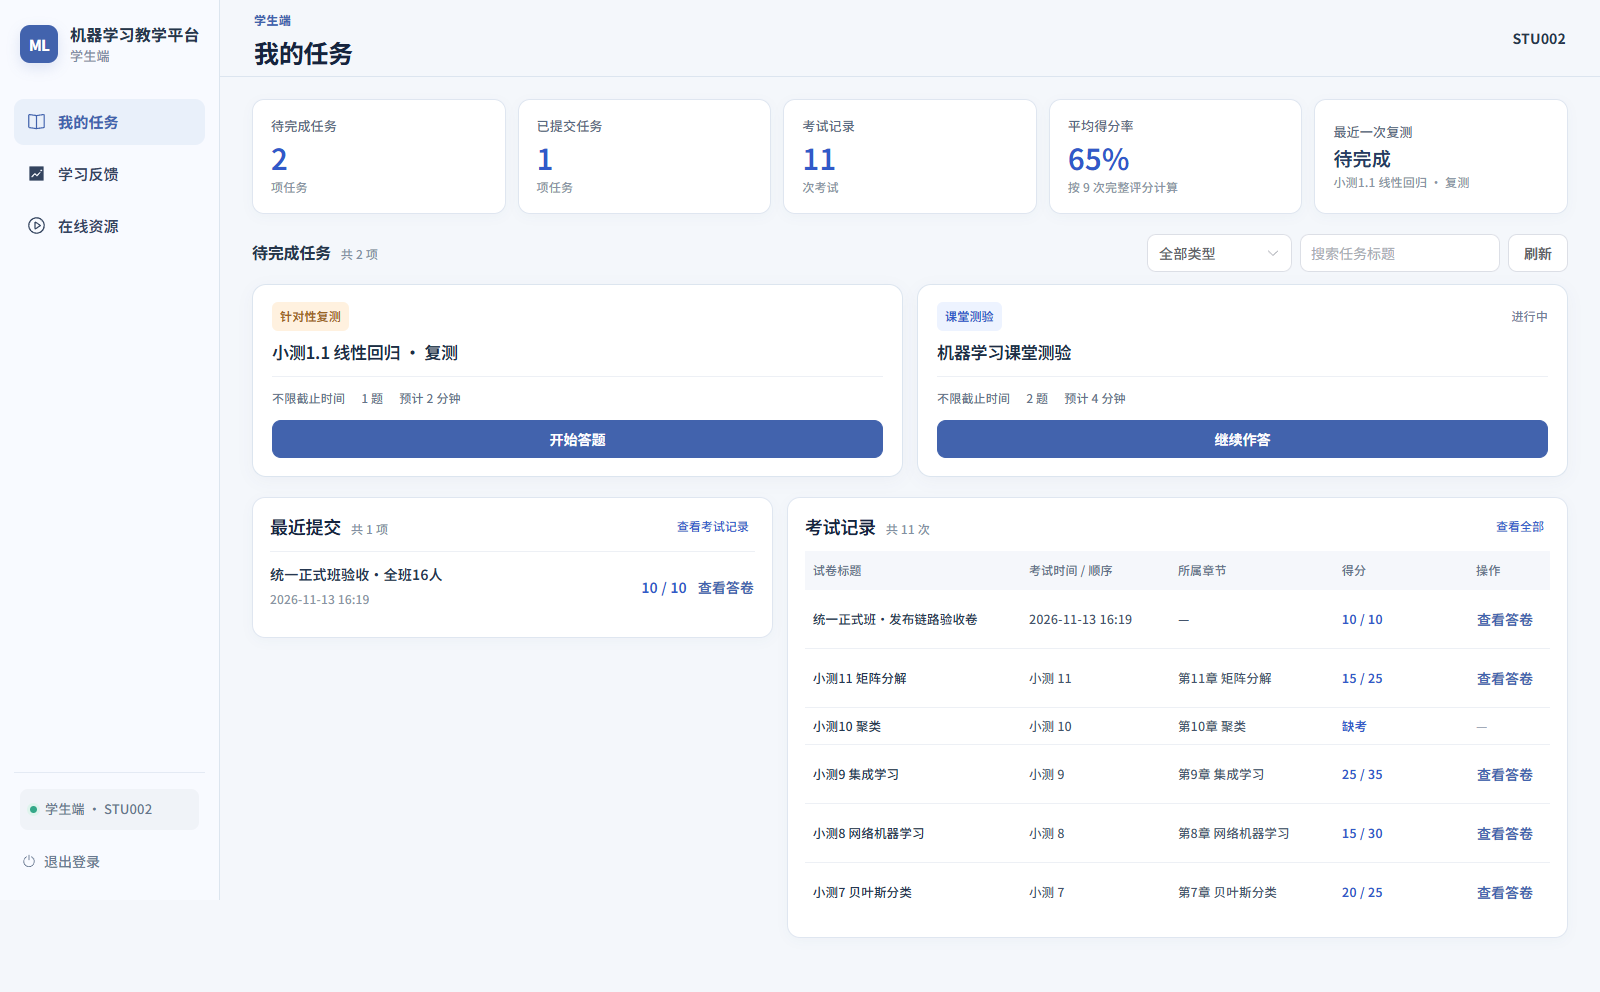 ML
机器学习教学平台
学生端
我的任务
学习反馈
在线资源
学生端 · STU002
退出登录
学生端
我的任务
STU002
待完成任务
2
项任务
已提交任务
1
项任务
考试记录
11
次考试
平均得分率
65%
按 9 次完整评分计算
最近一次复测
待完成
小测1.1 线性回归 · 复测
待完成任务 共 2 项
全部类型
搜索任务标题
刷新
针对性复测
小测1.1 线性回归 · 复测
不限截止时间 1 题 预计 2 分钟
开始答题
课堂测验 进行中
机器学习课堂测验
不限截止时间 2 题 预计 4 分钟
继续作答
最近提交 共 1 项 查看考试记录
统一正式班验收·全班16人
2026-11-13 16:19
10 / 10 查看答卷
考试记录 共 11 次 查看全部
试卷标题 考试时间 / 顺序 所属章节 得分 操作
统一正式班·发布链路验收卷 2026-11-13 16:19 — 10 / 10 查看答卷
小测11 矩阵分解 小测 11 第11章 矩阵分解 15 / 25 查看答卷
小测10 聚类 小测 10 第10章 聚类 缺考 —
小测9 集成学习 小测 9 第9章 集成学习 25 / 35 查看答卷
小测8 网络机器学习 小测 8 第8章 网络机器学习 15 / 30 查看答卷
小测7 贝叶斯分类 小测 7 第7章 贝叶斯分类 20 / 25 查看答卷